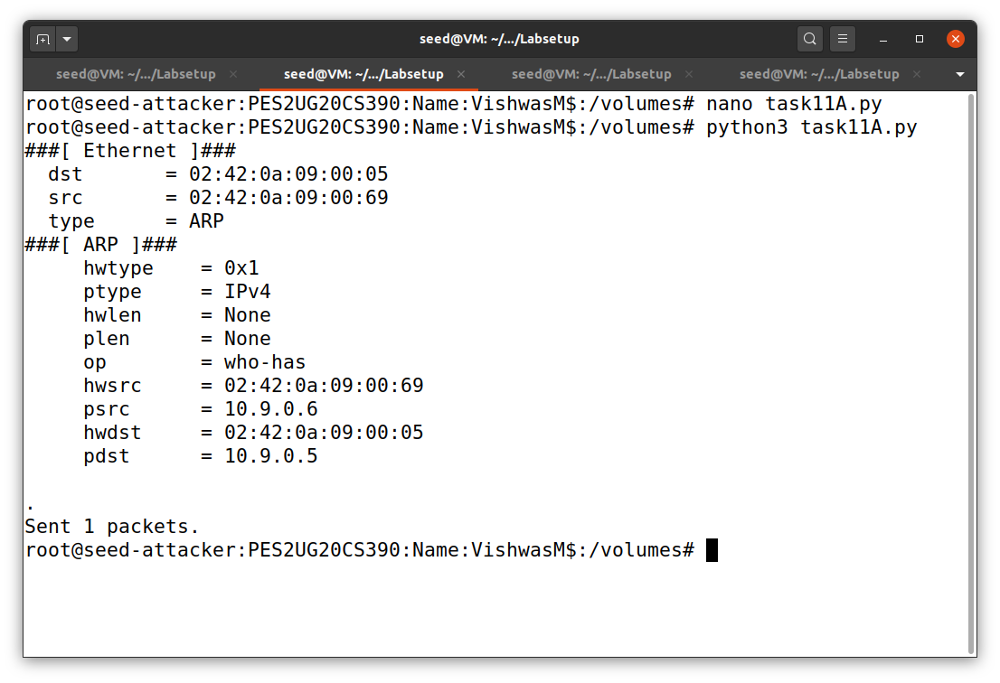 seed@VM: ~/.../Labsetup
seed@VM: ~/.../Labsetup × seed@VM: ~/.../Labsetup × seed@VM: ~/.../Labsetup × seed@VM: ~/.../Labsetup ×
root@seed-attacker:PES2UG20CS390:Name:VishwasM$:/volumes# nano task11A.py
root@seed-attacker:PES2UG20CS390:Name:VishwasM$:/volumes# python3 task11A.py
###[ Ethernet ]###
  dst       = 02:42:0a:09:00:05
  src       = 02:42:0a:09:00:69
  type      = ARP
###[ ARP ]###
     hwtype    = 0x1
     ptype     = IPv4
     hwlen     = None
     plen      = None
     op        = who-has
     hwsrc     = 02:42:0a:09:00:69
     psrc      = 10.9.0.6
     hwdst     = 02:42:0a:09:00:05
     pdst      = 10.9.0.5
.
Sent 1 packets.
root@seed-attacker:PES2UG20CS390:Name:VishwasM$:/volumes#